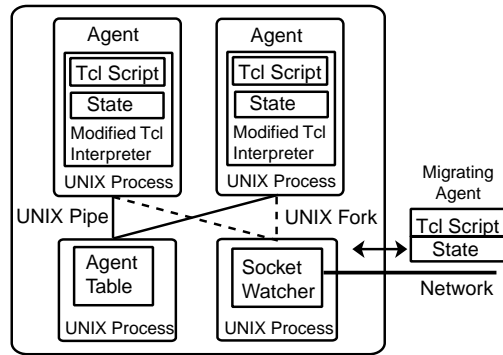 Agent
Tcl Script
State
Modified Tcl
Interpreter
UNIX Process
Agent
Tcl Script
State
Modified Tcl
Interpreter
UNIX Process
UNIX Pipe
UNIX Fork
Agent
Table
UNIX Process
Socket
Watcher
UNIX Process
Migrating
Agent
Tcl Script
State
Network